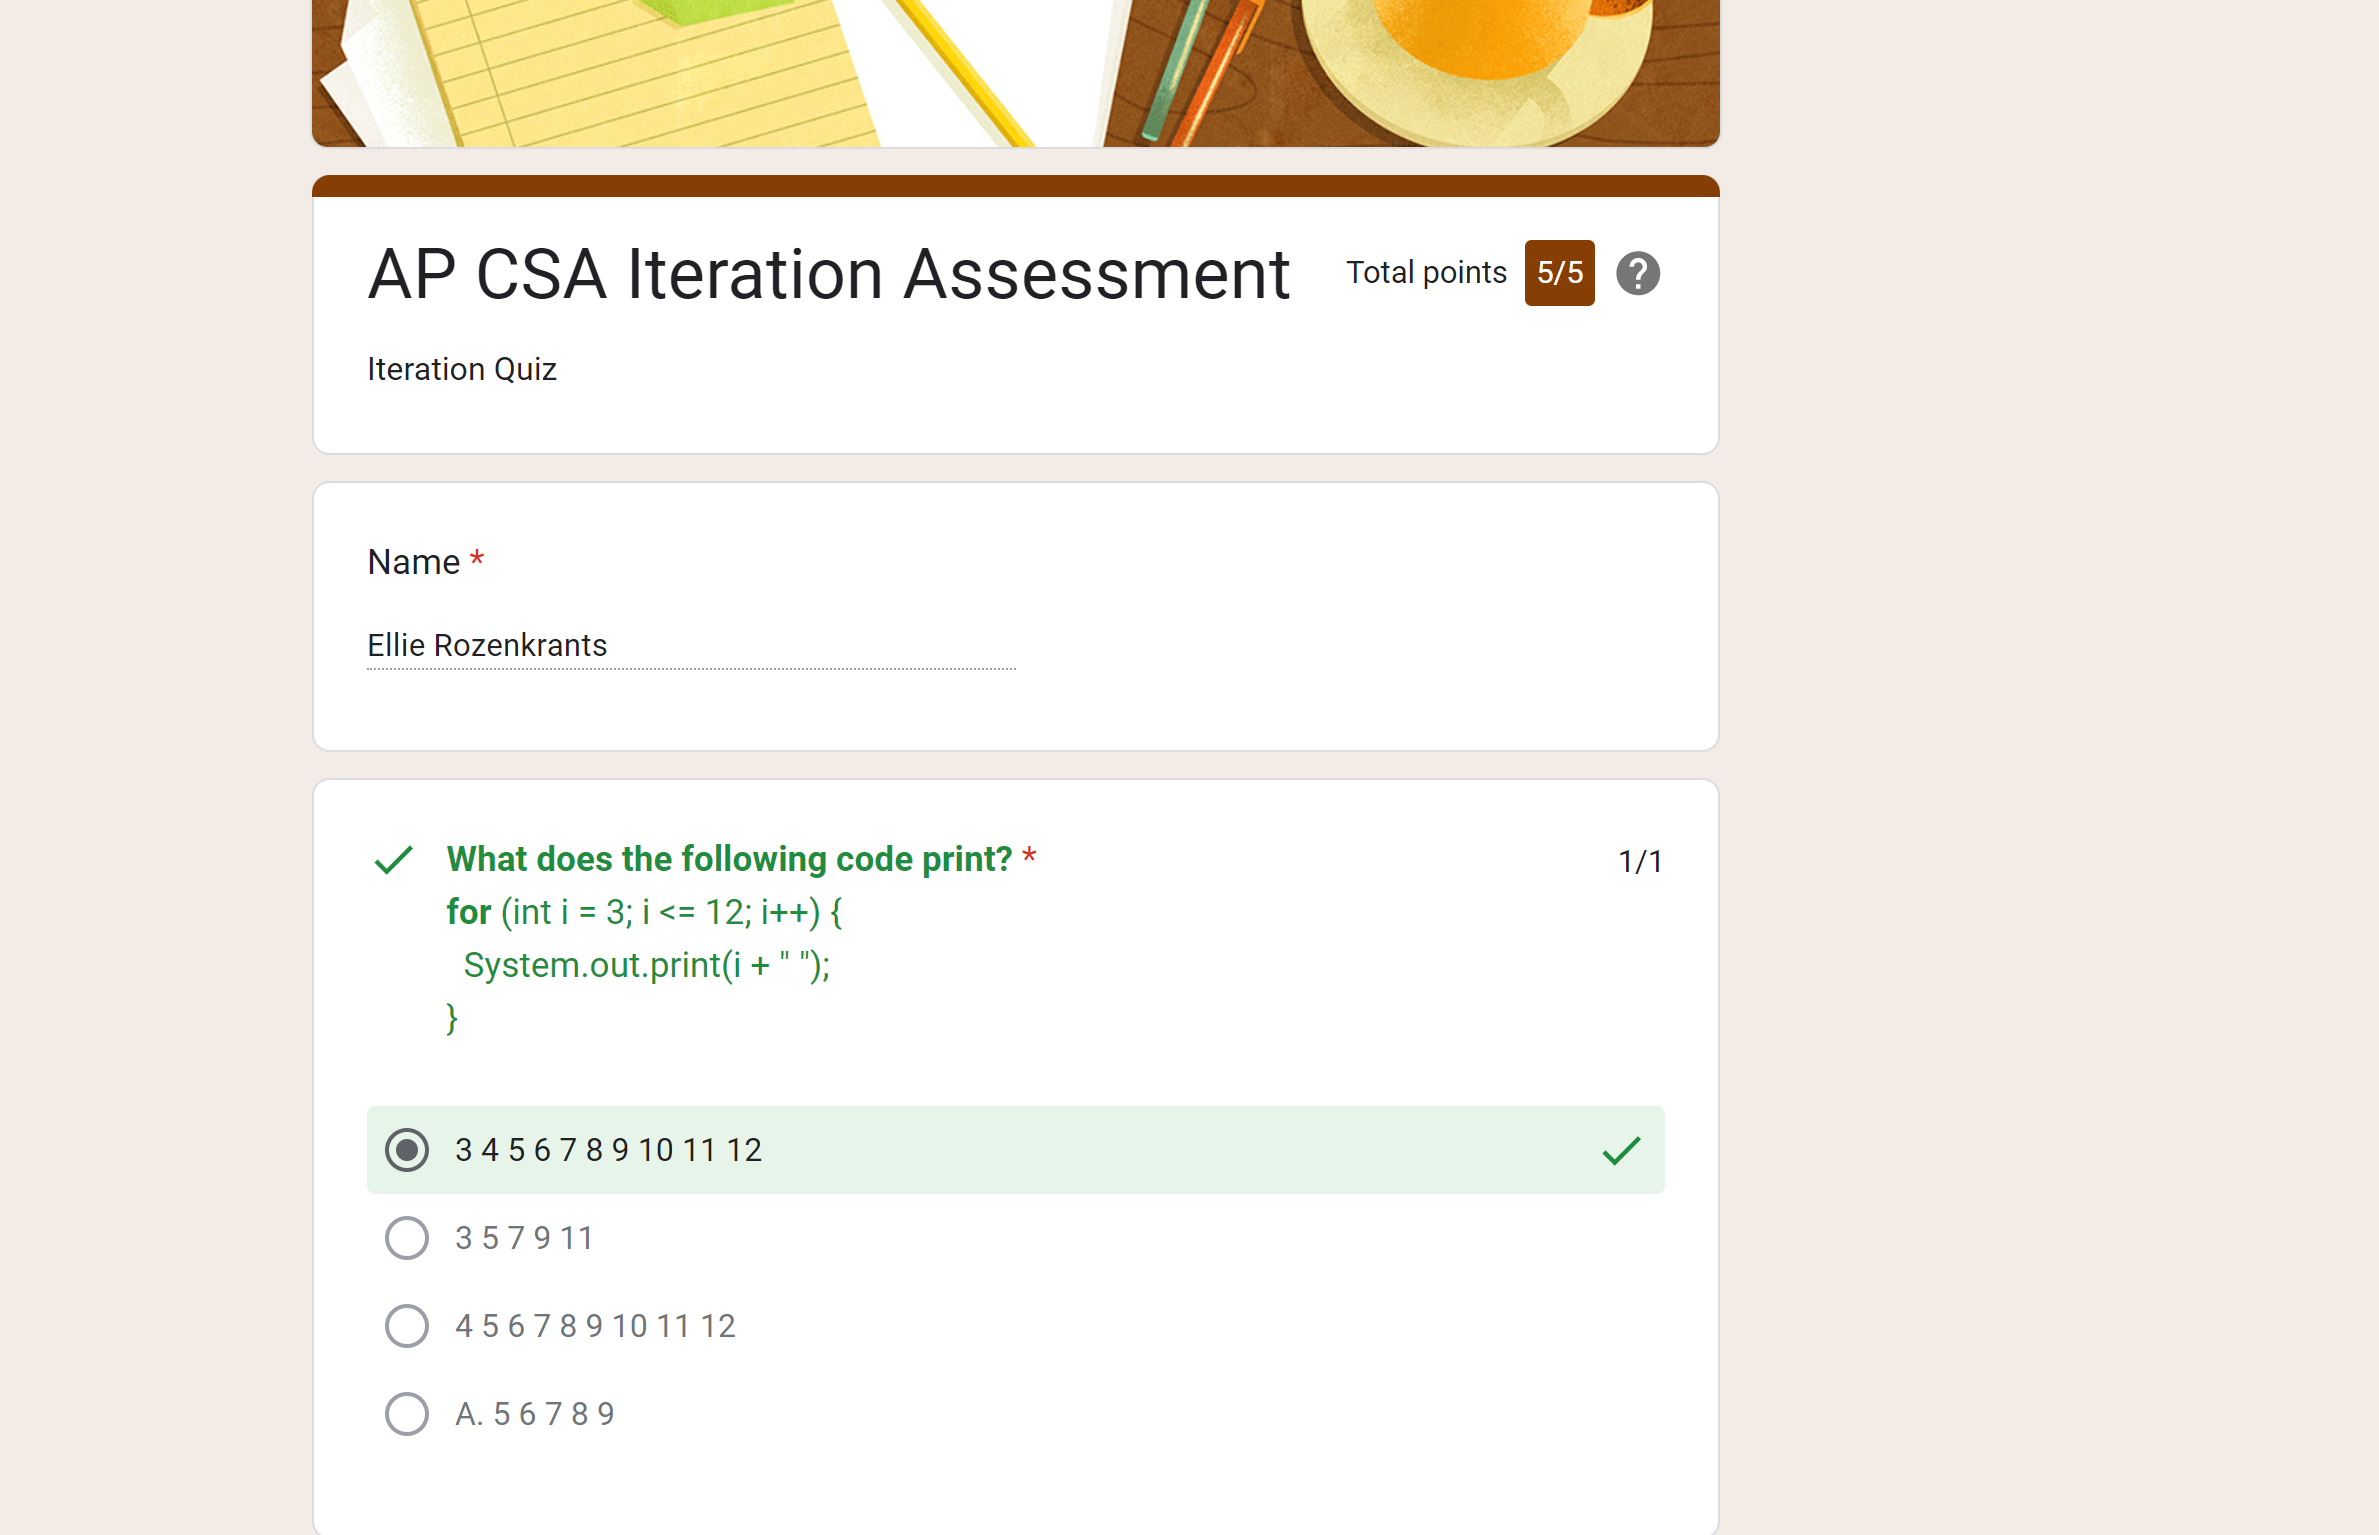 AP CSA Iteration Assessment
Total points 5/5
Iteration Quiz
Name *
Ellie Rozenkrants
What does the following code print? *
1/1
for (int i = 3; i <= 12; i++) {
System.out.print(i + " ");
}
3 4 5 6 7 8 9 10 11 12
3 5 7 9 11
4 5 6 7 8 9 10 11 12
A. 5 6 7 8 9